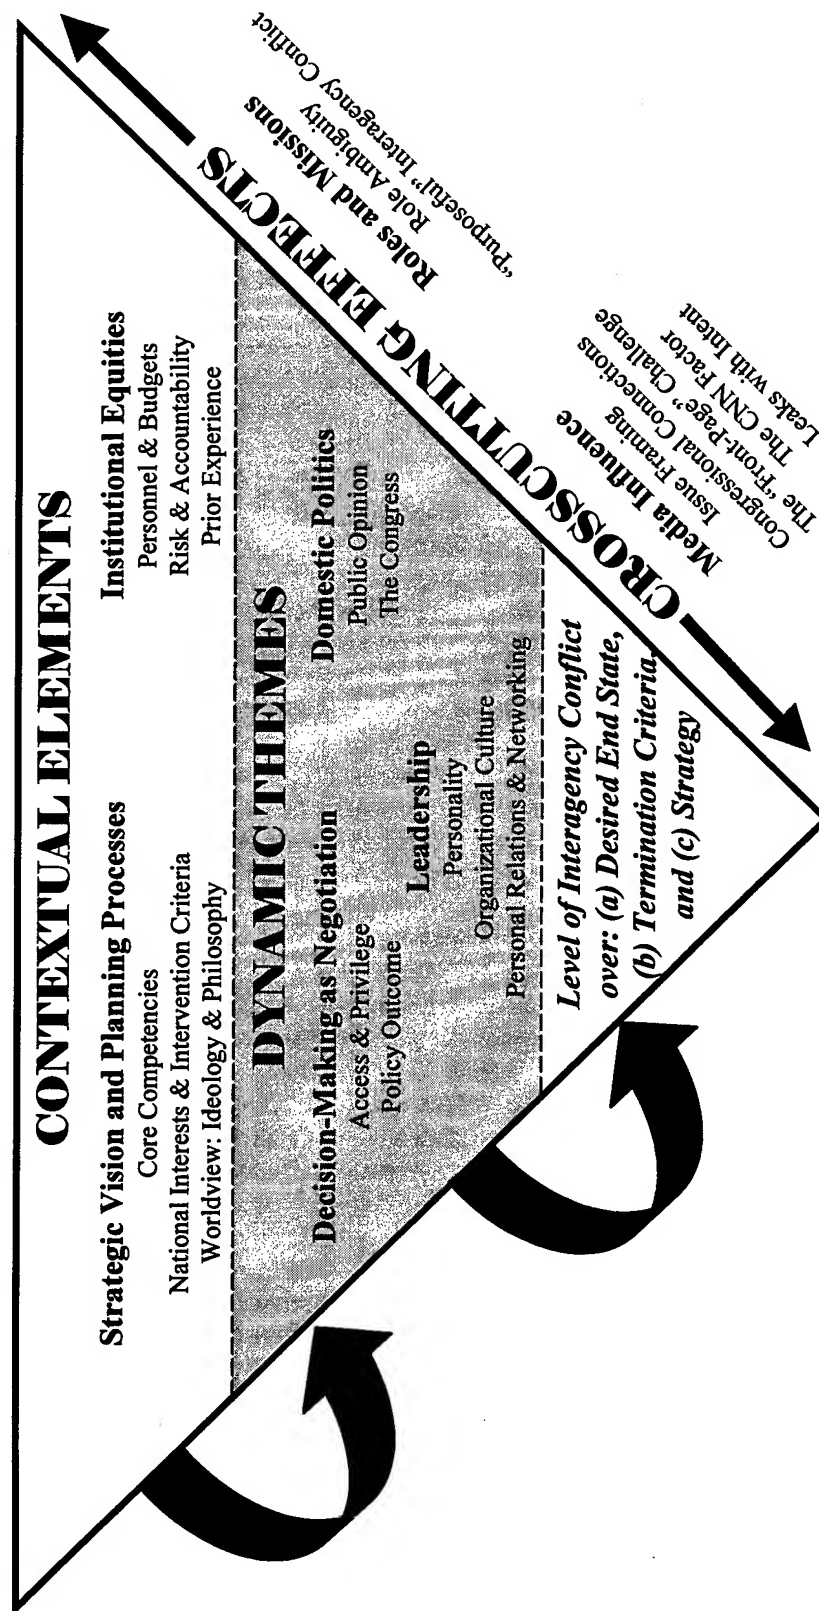 CONTEXTUAL ELEMENTS
Strategic Vision and Planning Processes
Core Competencies
National Interests & Intervention Criteria
Worldview: Ideology & Philosophy
Institutional Equities
Personnel & Budgets
Risk & Accountability
Prior Experience
DYNAMIC THEMES
Decision-Making as Negotiation
Access & Privilege
Policy Outcome
Domestic Politics
Public Opinion
The Congress
Leadership
Personality
Organizational Culture
Personal Relations & Networking
Level of Interagency Conflict
over: (a) Desired End State,
(b) Termination Criteria,
and (c) Strategy
CROSSCUTTING EFFECTS
Roles and Missions
Role Ambiguity
"Purposeful" Interagency Conflict
Media Influence
Issue Framing
Congressional Connections
The "Front-Page" Challenge
The CNN Factor
Leaks with Intent